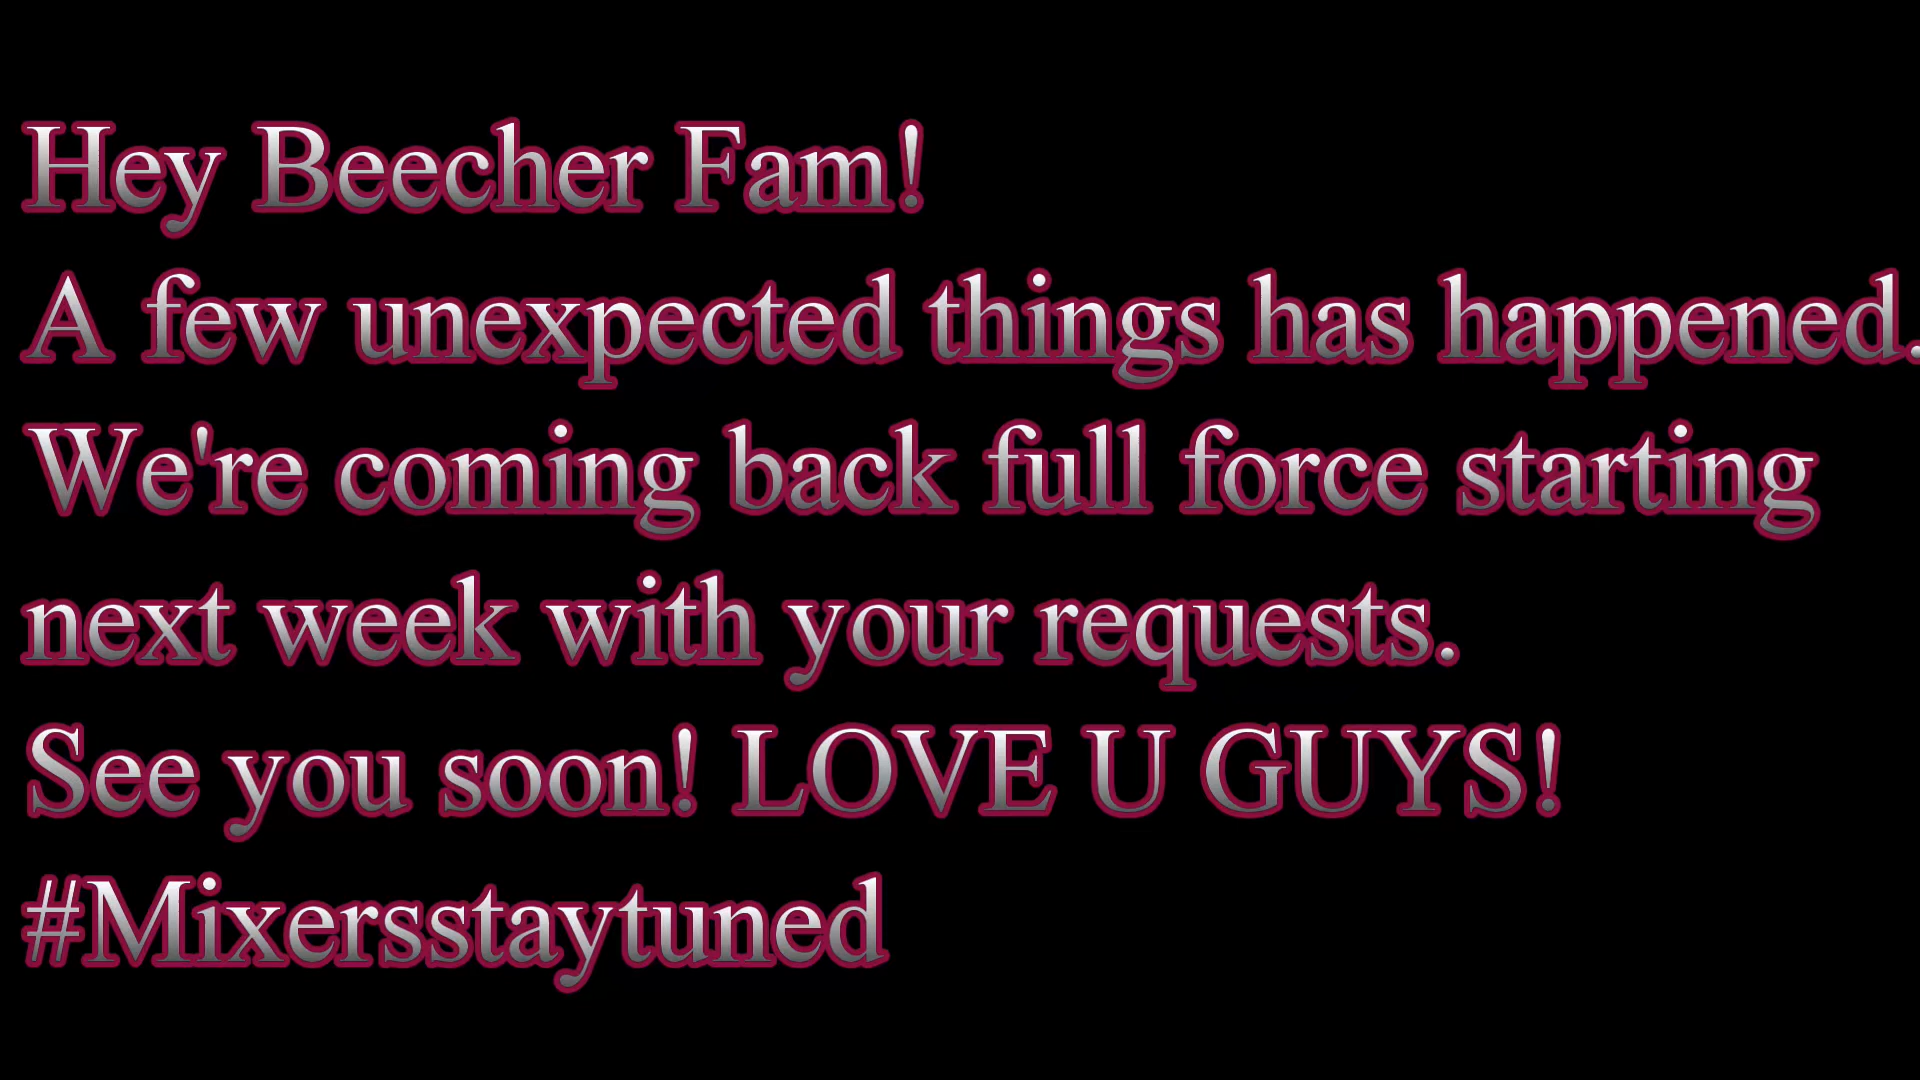 Hey Beecher Fam!
A few unexpected things has happened.
We're coming back full force starting
next week with your requests.
See you soon! LOVE U GUYS!
#Mixersstaytuned